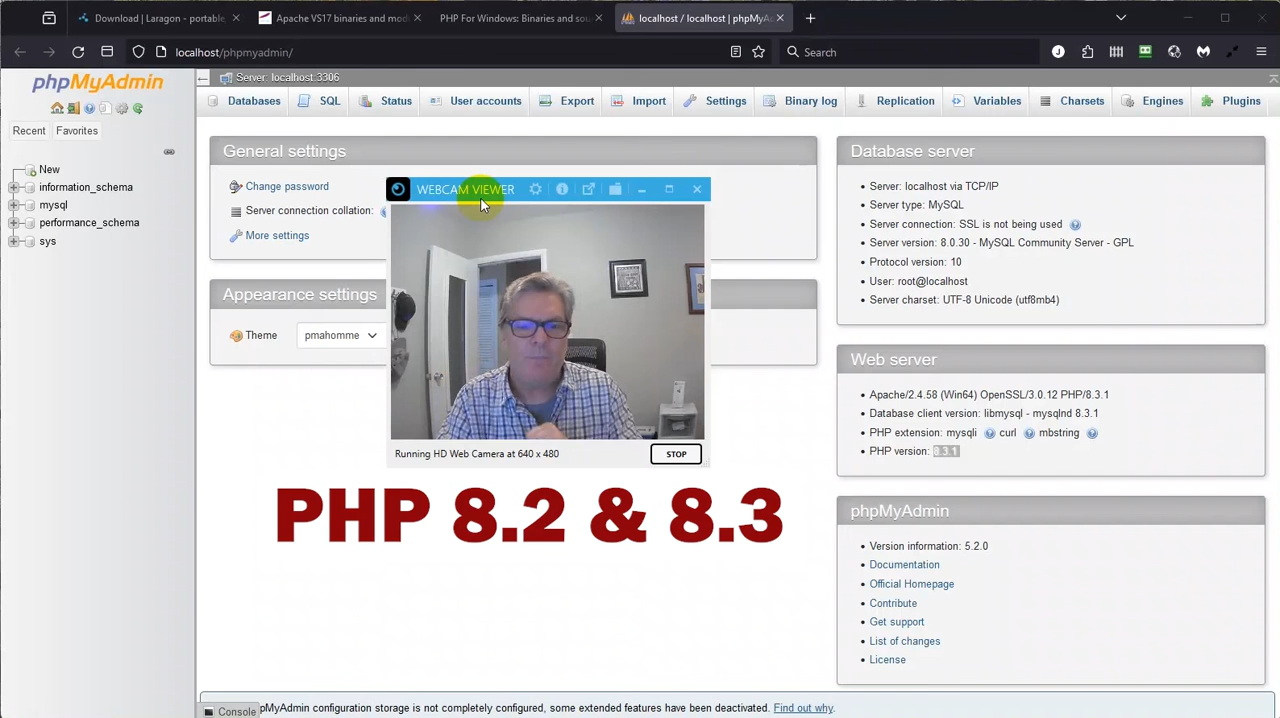 Download | Laragon - portable,
Apache VS17 binaries and mod
PHP For Windows: Binaries and sou
localhost / localhost | phpMyA
localhost/phpmyadmin/
Search
phpMyAdmin
Recent
Favorites
New
information_schema
mysql
performance_schema
sys
Server: localhost:3306
Databases
SQL
Status
User accounts
Export
Import
Settings
Binary log
Replication
Variables
Charsets
Engines
Plugins
General settings
Change password
Server connection collation:
More settings
Appearance settings
Theme
pmahomme
WEBCAM VIEWER
Running HD Web Camera at 640 x 480
STOP
PHP 8.2 & 8.3
Database server
Server: localhost via TCP/IP
Server type: MySQL
Server connection: SSL is not being used
Server version: 8.0.30 - MySQL Community Server - GPL
Protocol version: 10
User: root@localhost
Server charset: UTF-8 Unicode (utf8mb4)
Web server
Apache/2.4.58 (Win64) OpenSSL/3.0.12 PHP/8.3.1
Database client version: libmysql - mysqlnd 8.3.1
PHP extension: mysqli curl mbstring
PHP version: 8.3.1
phpMyAdmin
Version information: 5.2.0
Documentation
Official Homepage
Contribute
Get support
List of changes
License
Console
pMyAdmin configuration storage is not completely configured, some extended features have been deactivated. Find out why.